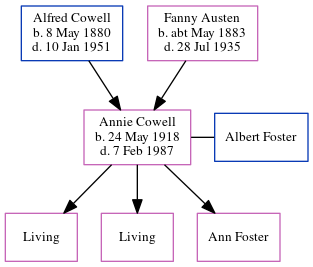 Alfred Cowell
b. 8 May 1880
d. 10 Jan 1951
Fanny Austen
b. abt May 1883
d. 28 Jul 1935
Annie Cowell
b. 24 May 1918
d. 7 Feb 1987
Albert Foster
Living
Living
Ann Foster